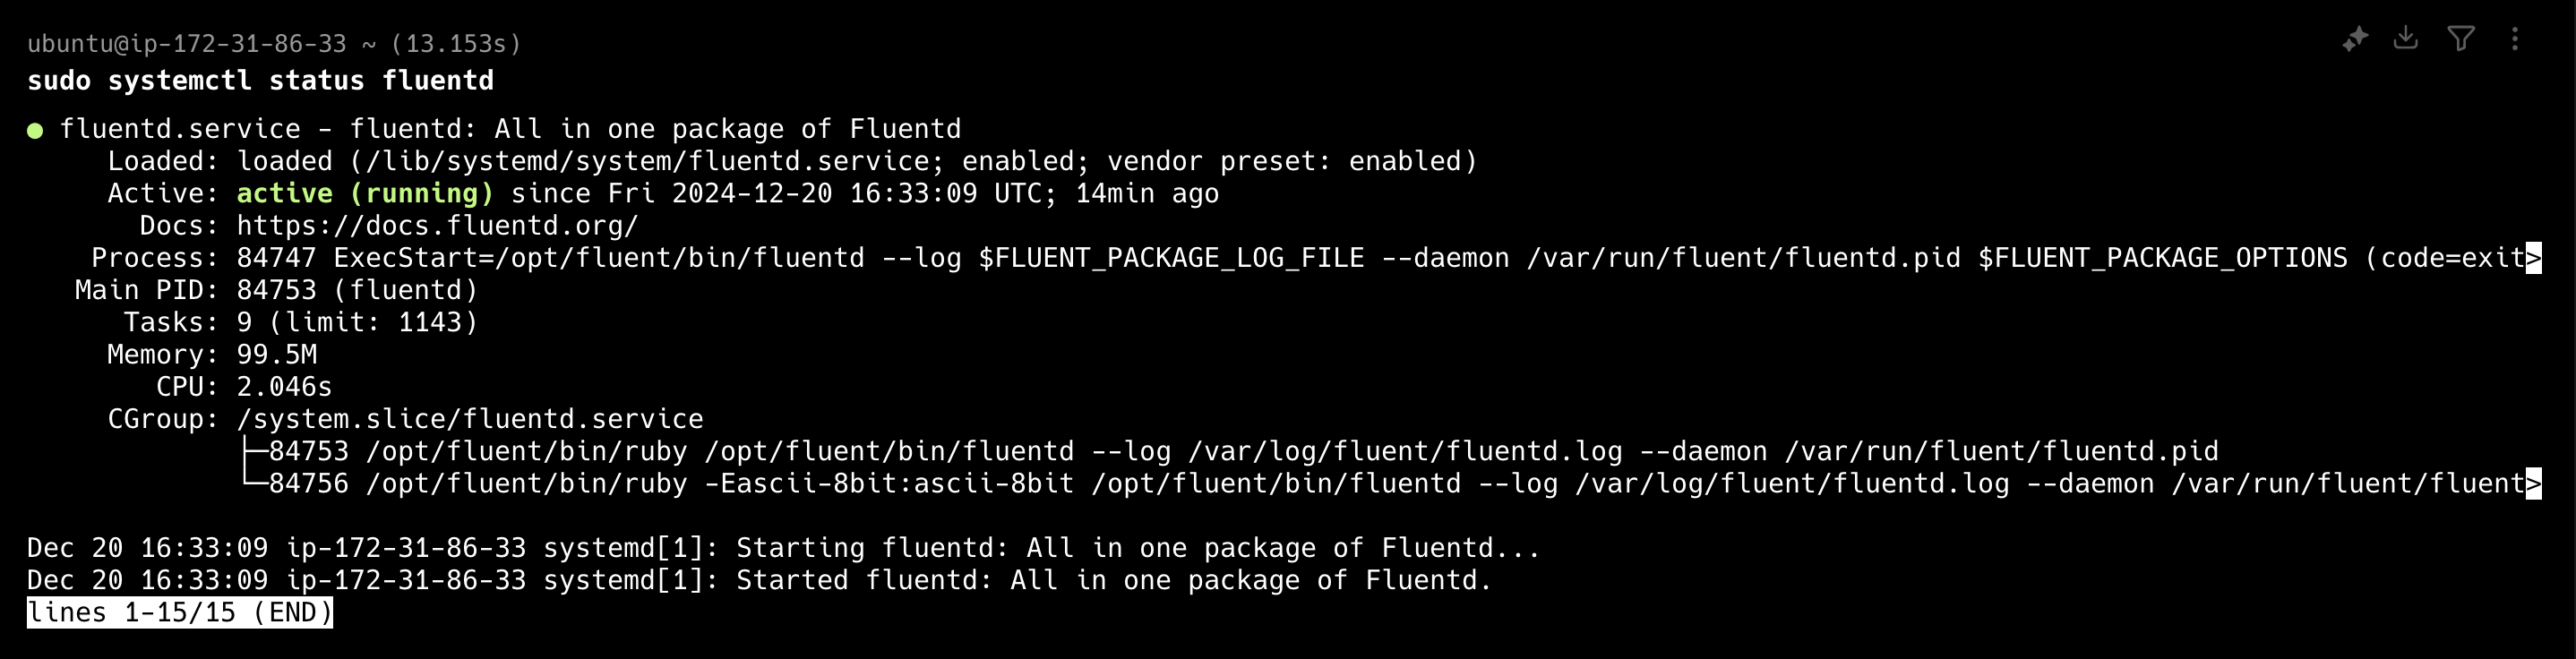 ubuntu@ip-172-31-86-33 ~ (13.153s)
sudo systemctl status fluentd
● fluentd.service - fluentd: All in one package of Fluentd
Loaded: loaded (/lib/systemd/system/fluentd.service; enabled; vendor preset: enabled)
Active: active (running) since Fri 2024-12-20 16:33:09 UTC; 14min ago
Docs: https://docs.fluentd.org/
Process: 84747 ExecStart=/opt/fluent/bin/fluentd --log $FLUENT_PACKAGE_LOG_FILE --daemon /var/run/fluent/fluentd.pid $FLUENT_PACKAGE_OPTIONS (code=exit>
Main PID: 84753 (fluentd)
Tasks: 9 (limit: 1143)
Memory: 99.5M
CPU: 2.046s
CGroup: /system.slice/fluentd.service
├─84753 /opt/fluent/bin/ruby /opt/fluent/bin/fluentd --log /var/log/fluent/fluentd.log --daemon /var/run/fluent/fluentd.pid
└─84756 /opt/fluent/bin/ruby -Eascii-8bit:ascii-8bit /opt/fluent/bin/fluentd --log /var/log/fluent/fluentd.log --daemon /var/run/fluent/fluent>
Dec 20 16:33:09 ip-172-31-86-33 systemd[1]: Starting fluentd: All in one package of Fluentd...
Dec 20 16:33:09 ip-172-31-86-33 systemd[1]: Started fluentd: All in one package of Fluentd.
lines 1-15/15 (END)